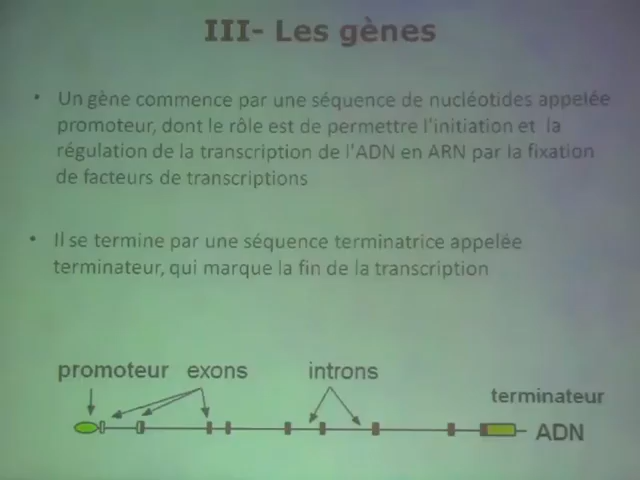 III- Les gènes
• Un gène commence par une séquence de nucléotides appelée
promoteur, dont le rôle est de permettre l'initiation et la
régulation de la transcription de l'ADN en ARN par la fixation
de facteurs de transcriptions
• Il se termine par une séquence terminatrice appelée
terminateur, qui marque la fin de la transcription
promoteur exons introns
terminateur
ADN